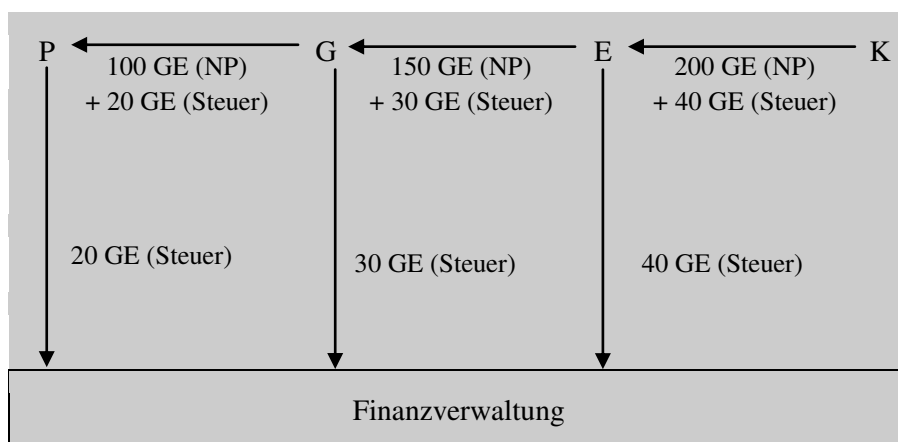 P G E K
100 GE (NP) 150 GE (NP) 200 GE (NP)
+ 20 GE (Steuer) + 30 GE (Steuer) + 40 GE (Steuer)
20 GE (Steuer) 30 GE (Steuer) 40 GE (Steuer)
Finanzverwaltung